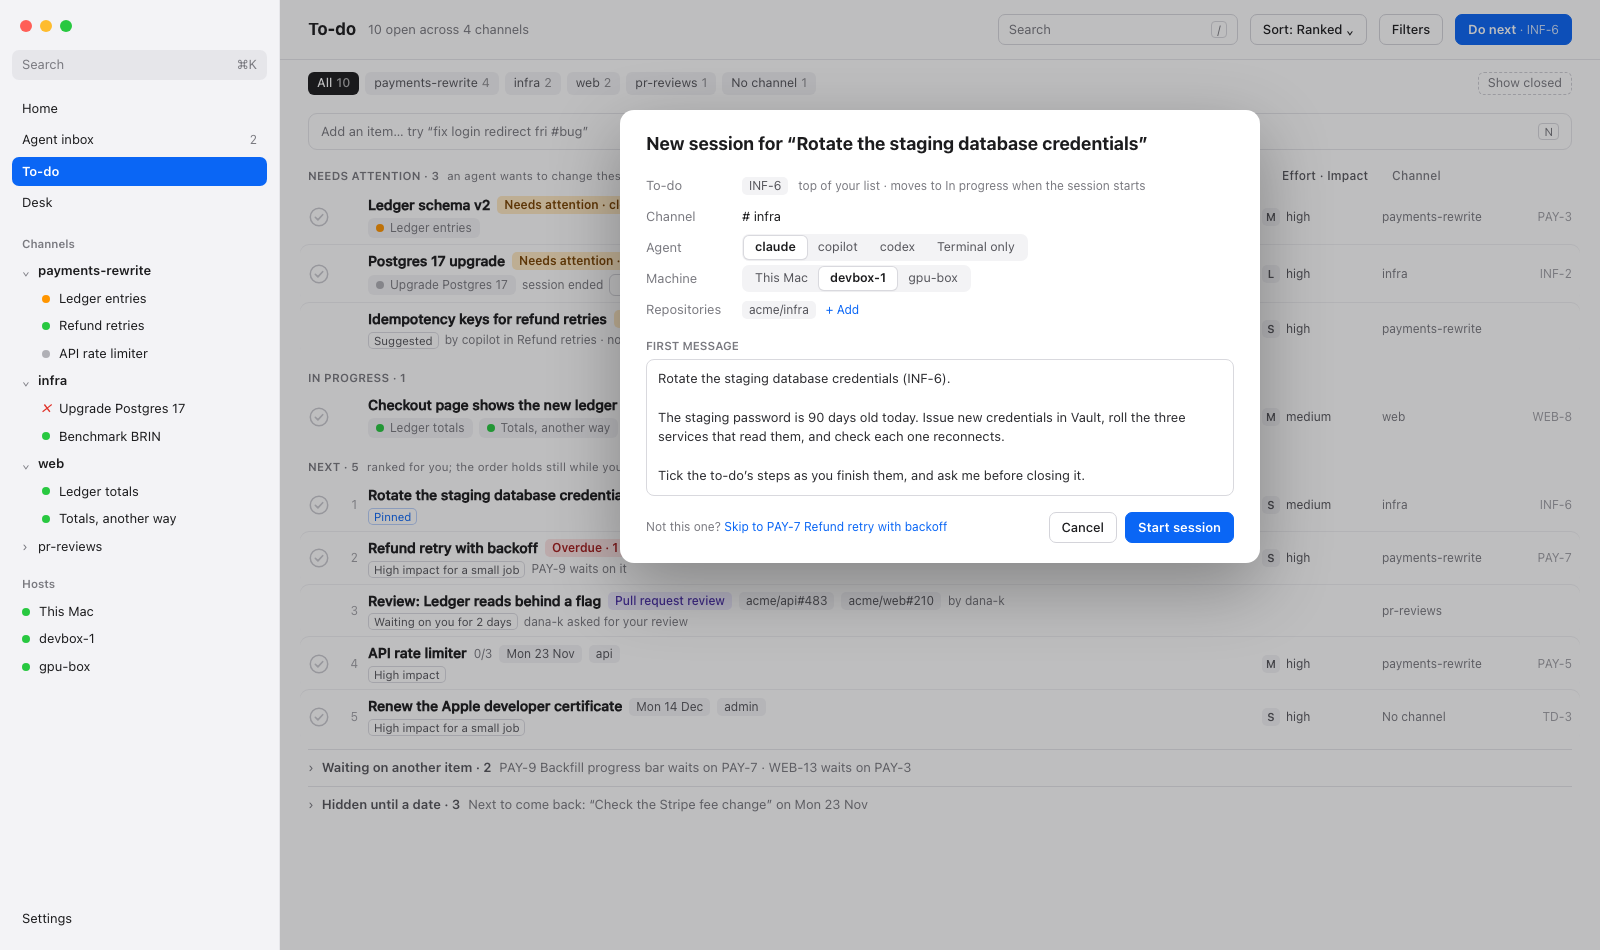 Search ⌘K
Home
Agent inbox 2
To-do
Desk
Channels
payments-rewrite
Ledger entries
Refund retries
API rate limiter
infra
Upgrade Postgres 17
Benchmark BRIN
web
Ledger totals
Totals, another way
pr-reviews
Hosts
This Mac
devbox-1
gpu-box
Settings
To-do 10 open across 4 channels
Search /
Sort: Ranked
Filters
Do next · INF-6
All 10
payments-rewrite 4
infra 2
web 2
pr-reviews 1
No channel 1
Show closed
Add an item... try “fix login redirect fri #bug” N
NEEDS ATTENTION · 3 an agent wants to change thes
Effort · Impact Channel
Ledger schema v2 Needs attention · cl
M high payments-rewrite PAY-3
Ledger entries
Postgres 17 upgrade Needs attention ·
L high infra INF-2
Upgrade Postgres 17 session ended
Idempotency keys for refund retries
S high payments-rewrite
Suggested by copilot in Refund retries · no
IN PROGRESS · 1
Checkout page shows the new ledger
M medium web WEB-8
Ledger totals Totals, another way
NEXT · 5 ranked for you; the order holds still while you
1 Rotate the staging database credentia
S medium infra INF-6
Pinned
2 Refund retry with backoff Overdue · 1
S high payments-rewrite PAY-7
High impact for a small job PAY-9 waits on it
3 Review: Ledger reads behind a flag Pull request review acme/api#483 acme/web#210 by dana-k
pr-reviews
Waiting on you for 2 days dana-k asked for your review
4 API rate limiter 0/3 Mon 23 Nov api
M high payments-rewrite PAY-5
High impact
5 Renew the Apple developer certificate Mon 14 Dec admin
S high No channel TD-3
High impact for a small job
Waiting on another item · 2 PAY-9 Backfill progress bar waits on PAY-7 · WEB-13 waits on PAY-3
Hidden until a date · 3 Next to come back: “Check the Stripe fee change” on Mon 23 Nov
New session for “Rotate the staging database credentials”
To-do INF-6 top of your list · moves to In progress when the session starts
Channel # infra
Agent claude copilot codex Terminal only
Machine This Mac devbox-1 gpu-box
Repositories acme/infra + Add
FIRST MESSAGE
Rotate the staging database credentials (INF-6).
The staging password is 90 days old today. Issue new credentials in Vault, roll the three
services that read them, and check each one reconnects.
Tick the to-do's steps as you finish them, and ask me before closing it.
Not this one? Skip to PAY-7 Refund retry with backoff
Cancel
Start session